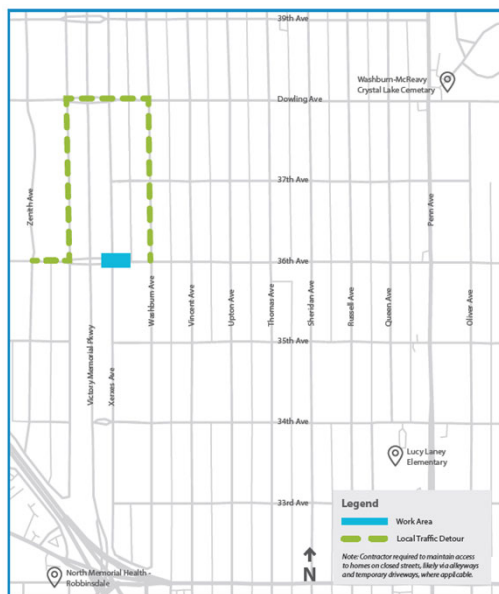 39th Ave
Washburn-McReavy
Crystal Lake Cemetary
Dowling Ave
37th Ave
Zenith Ave
Penn Ave
36th Ave
Victory Memorial Pkwy
Xerxes Ave
Washburn Ave
Vincent Ave
Upton Ave
Thomas Ave
Sheridan Ave
Russell Ave
Queen Ave
Oliver Ave
35th Ave
34th Ave
Lucy Laney
Elementary
33rd Ave
Legend
Work Area
Local Traffic Detour
Note: Contractor required to maintain access
to homes on closed streets, likely via alleyways
and temporary driveways, where applicable.
N
North Memorial Health -
Robbinsdale